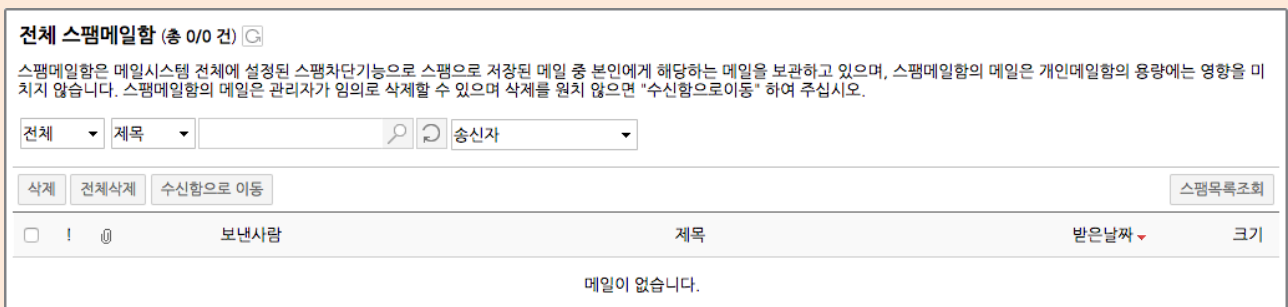 전체 스팸메일함 (총 0/0 건)
스팸메일함은 메일시스템 전체에 설정된 스팸차단기능으로 스팸으로 저장된 메일 중 본인에게 해당하는 메일을 보관하고 있으며, 스팸메일함의 메일은 개인메일함의 용량에는 영향을 미
치지 않습니다. 스팸메일함의 메일은 관리자가 임의로 삭제할 수 있으며 삭제를 원치 않으면 "수신함으로이동" 하여 주십시오.
전체 제목 송신자
삭제 전체삭제 수신함으로 이동 스팸목록조회
! 보낸사람 제목 받은날짜 크기
메일이 없습니다.